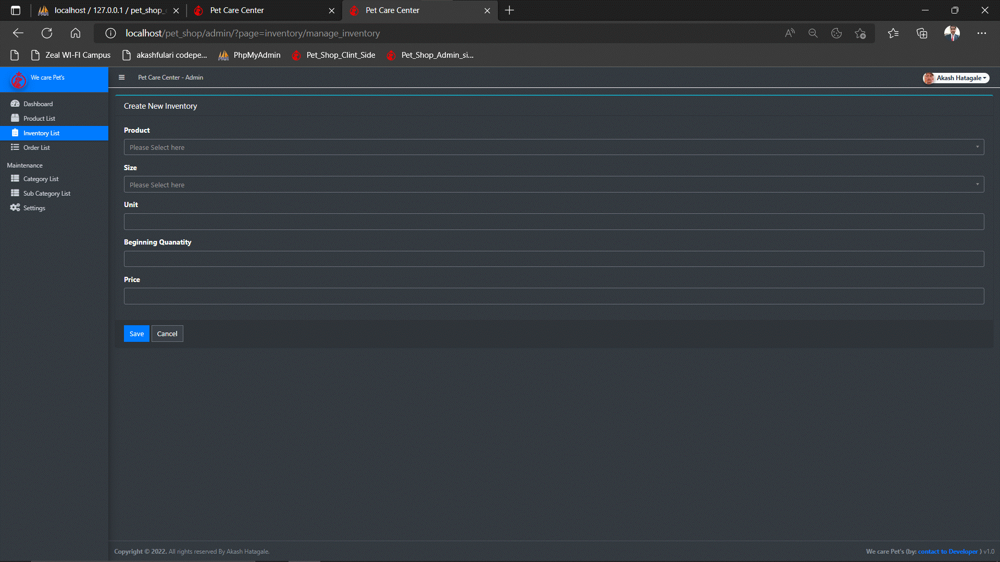 localhost / 127.0.0.1 / pet_shop_
Pet Care Center
Pet Care Center
localhost/pet_shop/admin/?page=inventory/manage_inventory
Zeal WI-FI Campus
akashfulari codepe...
PhpMyAdmin
Pet_Shop_Clint_Side
Pet_Shop_Admin_si...
We care Pet's
Pet Care Center - Admin
Akash Hatagale
Dashboard
Product List
Inventory List
Order List
Maintenance
Category List
Sub Category List
Settings
Create New Inventory
Product
Please Select here
Size
Please Select here
Unit
Beginning Quanatity
Price
Save
Cancel
Copyright © 2022. All rights reserved By Akash Hatagale.
We care Pet's (by: contact to Developer ) v1.0